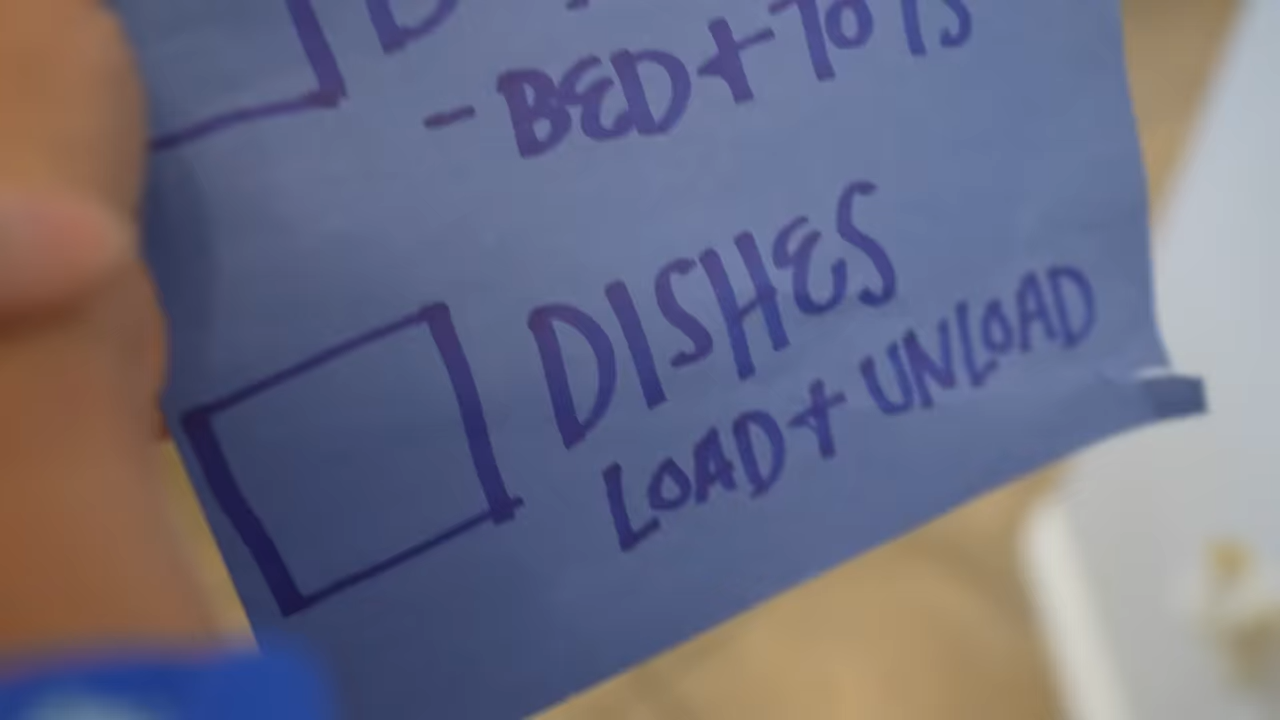 - BED + TOYS
DISHES
LOAD + UNLOAD